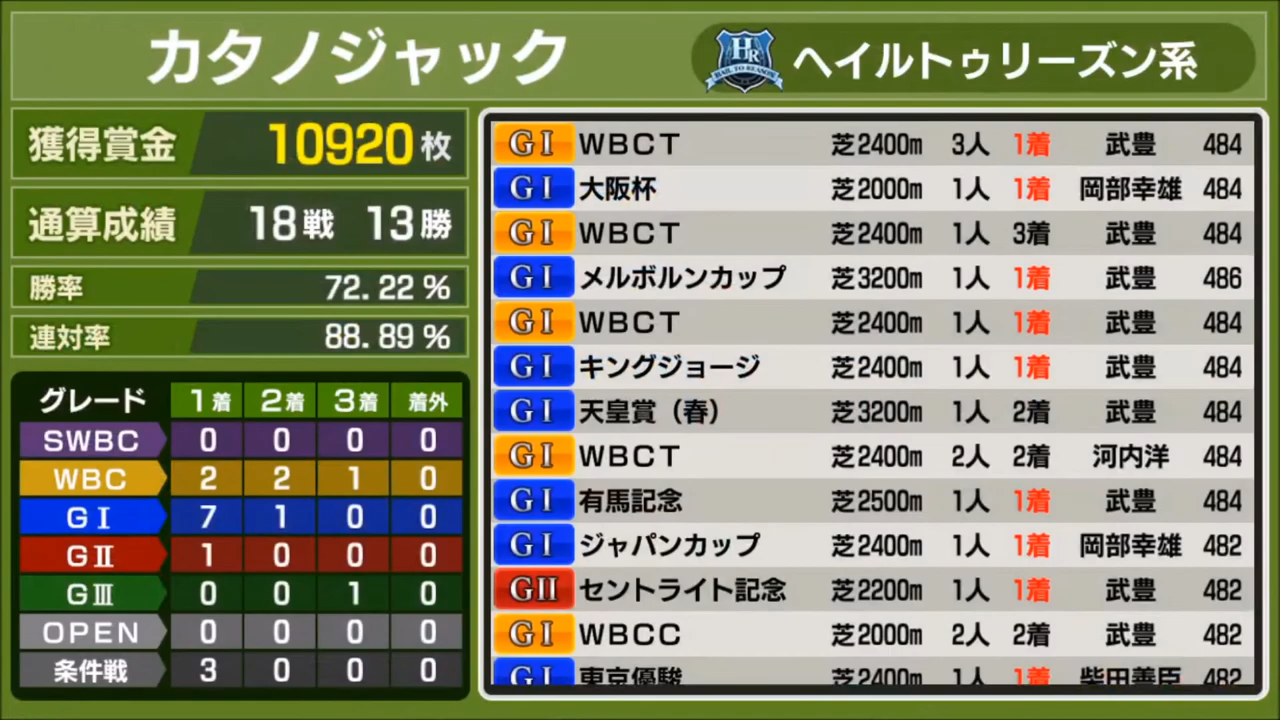 カタノジャック
HR HAIL TO REASON ヘイルトゥリーズン系
獲得賞金 10920枚
通算成績 18戦 13勝
勝率 72.22%
連対率 88.89%
グレード 1着 2着 3着 着外
SWBC 0 0 0 0
WBC 2 2 1 0
GⅠ 7 1 0 0
GⅡ 1 0 0 0
GⅢ 0 0 1 0
OPEN 0 0 0 0
条件戦 3 0 0 0
GⅠ WBCT 芝2400m 3人 1着 武豊 484
GⅠ 大阪杯 芝2000m 1人 1着 岡部幸雄 484
GⅠ WBCT 芝2400m 1人 3着 武豊 484
GⅠ メルボルンカップ 芝3200m 1人 1着 武豊 486
GⅠ WBCT 芝2400m 1人 1着 武豊 484
GⅠ キングジョージ 芝2400m 1人 1着 武豊 484
GⅠ 天皇賞（春） 芝3200m 1人 2着 武豊 484
GⅠ WBCT 芝2400m 2人 2着 河内洋 484
GⅠ 有馬記念 芝2500m 1人 1着 武豊 484
GⅠ ジャパンカップ 芝2400m 1人 1着 岡部幸雄 482
GⅡ セントライト記念 芝2200m 1人 1着 武豊 482
GⅠ WBCC 芝2000m 2人 2着 武豊 482
GⅠ 東京優駿 芝2400m 1人 1着 柴田善臣 482